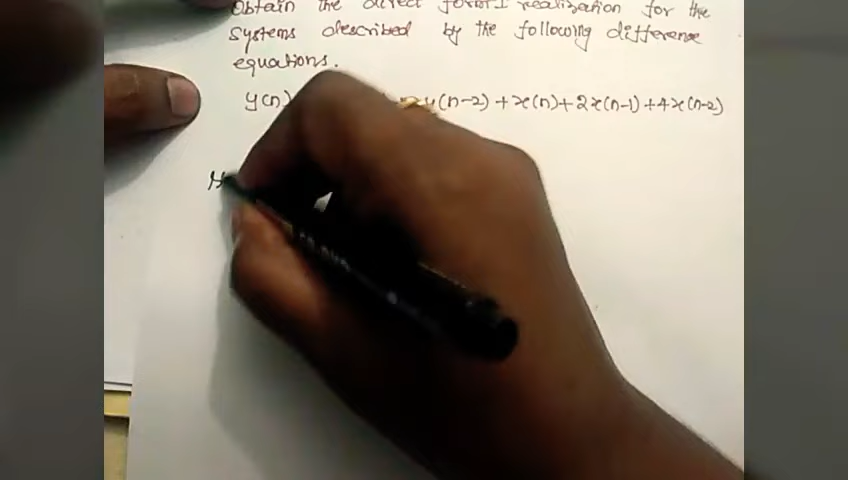 Obtain the direct form I realization for the
systems described by the following difference
equations.
y(n) y(n-2) + x(n) + 2x(n-1) + 4x(n-2)